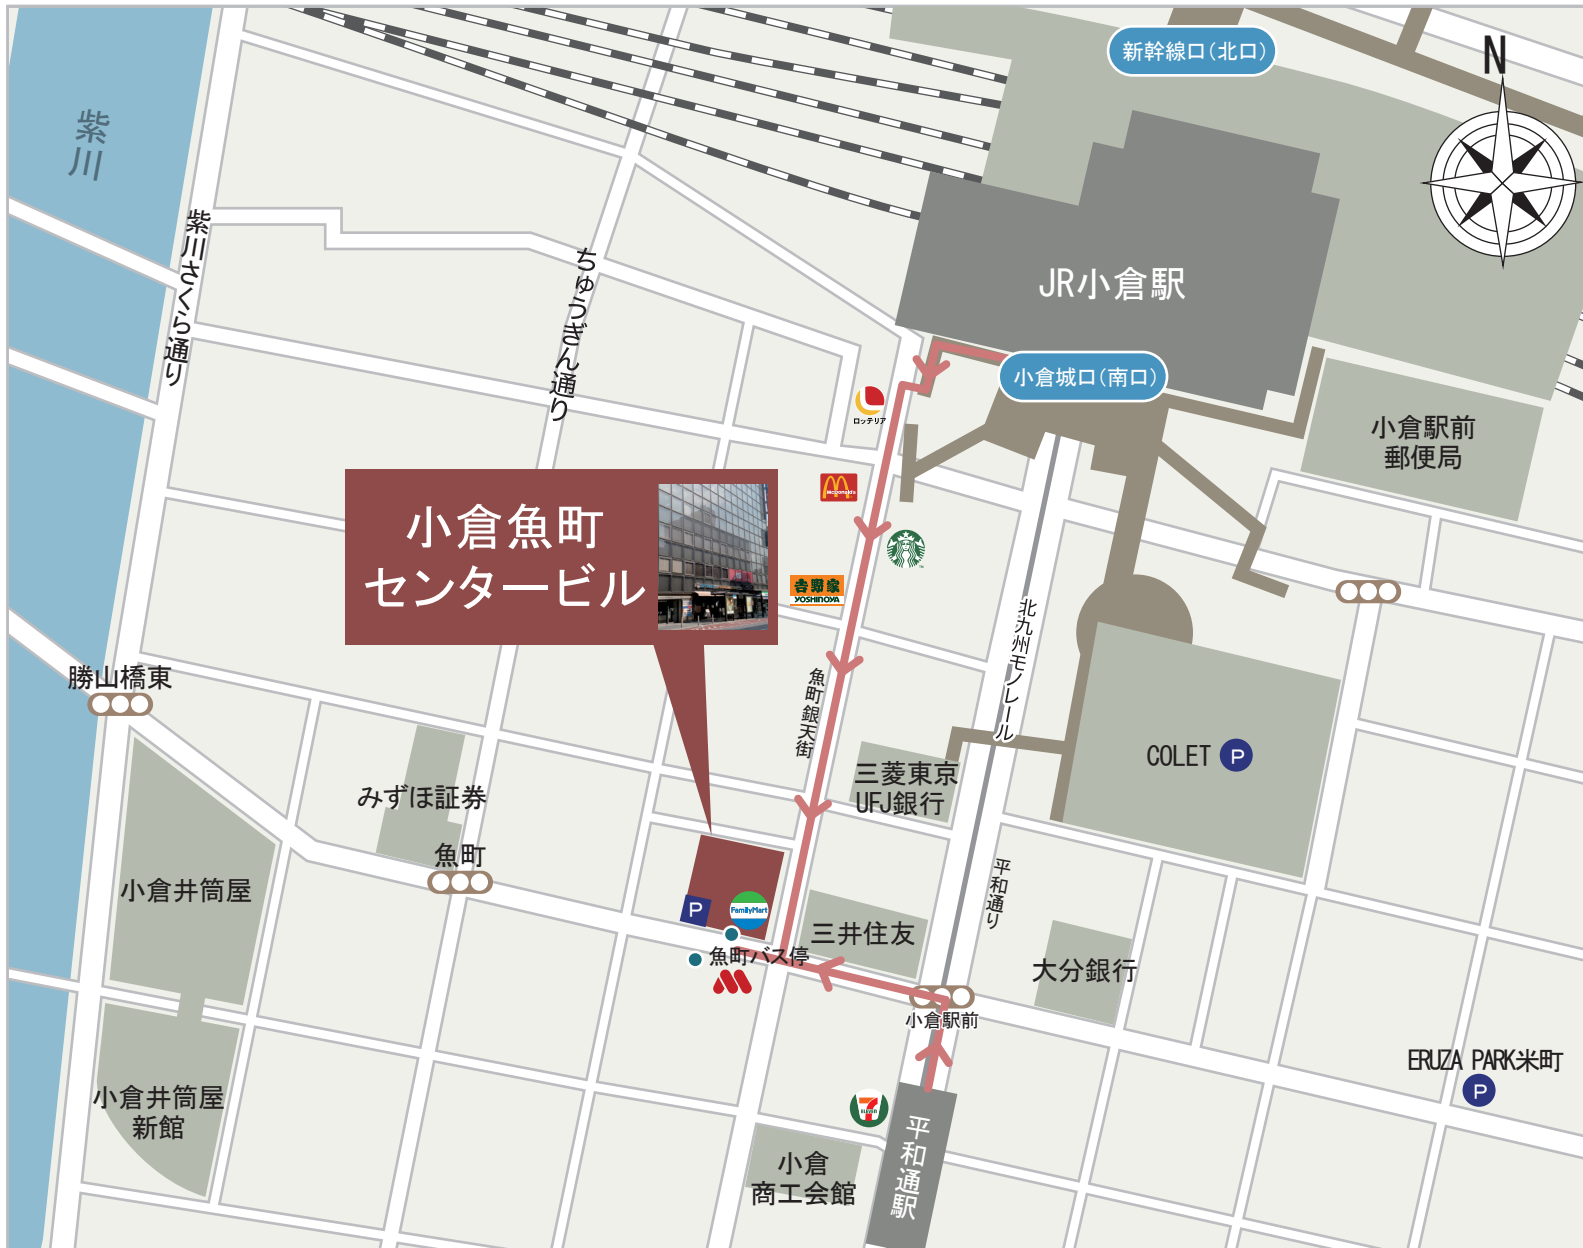 新幹線口（北口）
N
紫川
紫川さくら通り
ちゅうぎん通り
JR小倉駅
小倉城口（南口）
ロッテリア
小倉駅前
郵便局
McDonald's
小倉魚町
センタービル
吉野家
YOSHINOYA
北九州モノレール
魚町銀天街
勝山橋東
COLET
P
三菱東京
UFJ銀行
みずほ証券
魚町
平和通り
小倉井筒屋
P
FamilyMart
三井住友
魚町バス停
大分銀行
小倉駅前
ERUZA PARK米町
P
小倉井筒屋
新館
7
ELEVEN
平和通駅
小倉
商工会館